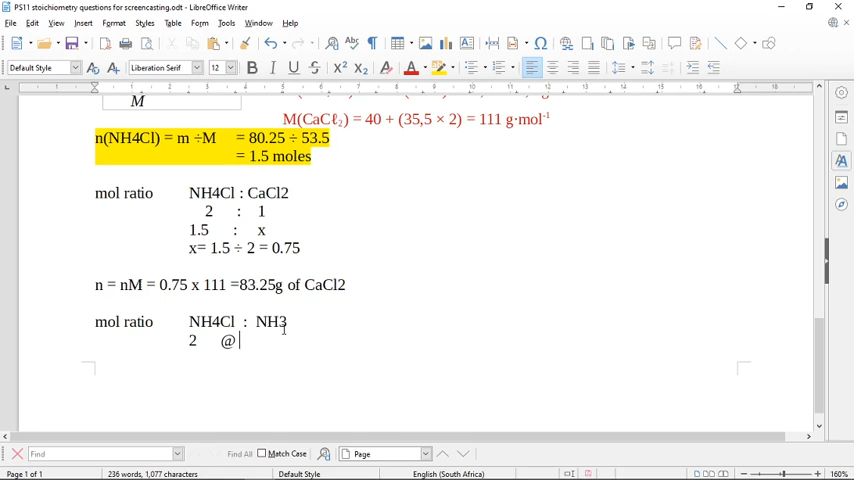 PS11 stoichiometry questions for screencasting.odt - LibreOffice Writer
File Edit View Insert Format Styles Table Form Tools Window Help
Default Style Liberation Serif 12
M
M(CaCℓ2) = 40 + (35,5 × 2) = 111 g·mol-1
n(NH4Cl) = m ÷M = 80.25 ÷ 53.5
= 1.5 moles
mol ratio NH4Cl : CaCl2
2 : 1
1.5 : x
x= 1.5 ÷ 2 = 0.75
n = nM = 0.75 x 111 =83.25g of CaCl2
mol ratio NH4Cl : NH3
2 @
Find Find All Match Case Page
Page 1 of 1 236 words, 1,077 characters Default Style English (South Africa) 160%